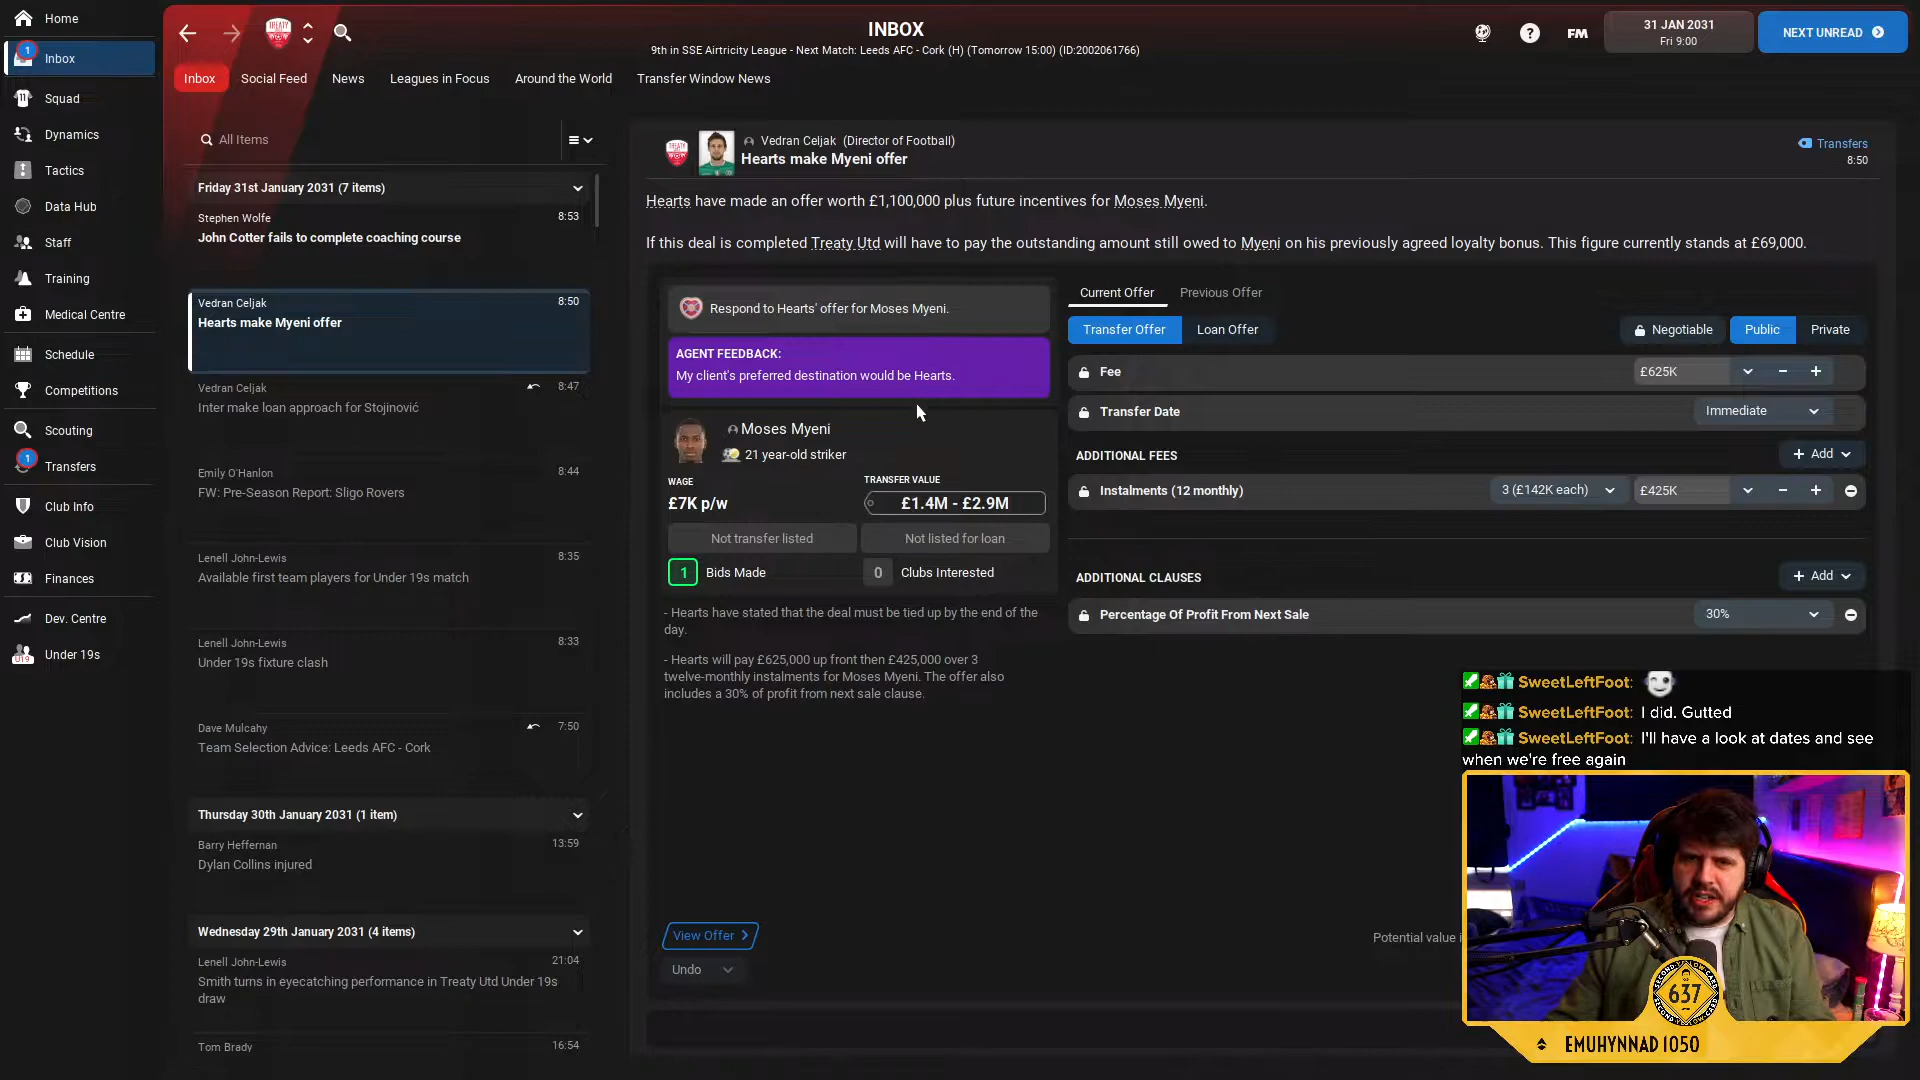 Home
1
Inbox
Squad
Dynamics
Tactics
Data Hub
Staff
Training
Medical Centre
Schedule
Competitions
Scouting
1
Transfers
Club Info
Club Vision
Finances
Dev. Centre
Under 19s
TREATY
INBOX
9th in SSE Airtricity League - Next Match: Leeds AFC - Cork (H) (Tomorrow 15:00) (ID:2002061766)
FM
31 JAN 2031
Fri 9:00
NEXT UNREAD
Inbox
Social Feed
News
Leagues in Focus
Around the World
Transfer Window News
All Items
Friday 31st January 2031 (7 items)
Stephen Wolfe 8:53
John Cotter fails to complete coaching course
Vedran Celjak 8:50
Hearts make Myeni offer
Vedran Celjak 8:47
Inter make loan approach for Stojinović
Emily O'Hanlon 8:44
FW: Pre-Season Report: Sligo Rovers
Lenell John-Lewis 8:35
Available first team players for Under 19s match
Lenell John-Lewis 8:33
Under 19s fixture clash
Dave Mulcahy 7:50
Team Selection Advice: Leeds AFC - Cork
Thursday 30th January 2031 (1 item)
Barry Heffernan 13:59
Dylan Collins injured
Wednesday 29th January 2031 (4 items)
Lenell John-Lewis 21:04
Smith turns in eyecatching performance in Treaty Utd Under 19s
draw
Tom Brady 16:54
Vedran Celjak (Director of Football)
Hearts make Myeni offer
Transfers
8:50
Hearts have made an offer worth £1,100,000 plus future incentives for Moses Myeni.
If this deal is completed Treaty Utd will have to pay the outstanding amount still owed to Myeni on his previously agreed loyalty bonus. This figure currently stands at £69,000.
Respond to Hearts' offer for Moses Myeni.
AGENT FEEDBACK:
My client's preferred destination would be Hearts.
Moses Myeni
21 year-old striker
WAGE
£7K p/w
TRANSFER VALUE
£1.4M - £2.9M
Not transfer listed
Not listed for loan
1 Bids Made
0 Clubs Interested
- Hearts have stated that the deal must be tied up by the end of the
day.
- Hearts will pay £625,000 up front then £425,000 over 3
twelve-monthly instalments for Moses Myeni. The offer also
includes a 30% of profit from next sale clause.
View Offer
Undo
Current Offer
Previous Offer
Transfer Offer
Loan Offer
Negotiable
Public
Private
Fee £625K
Transfer Date Immediate
ADDITIONAL FEES + Add
Instalments (12 monthly) 3 (£142K each) £425K
ADDITIONAL CLAUSES + Add
Percentage Of Profit From Next Sale 30%
Potential value i
SweetLeftFoot:
SweetLeftFoot: I did. Gutted
SweetLeftFoot: I'll have a look at dates and see
when we're free again
637
EMUHYNNAD 1050